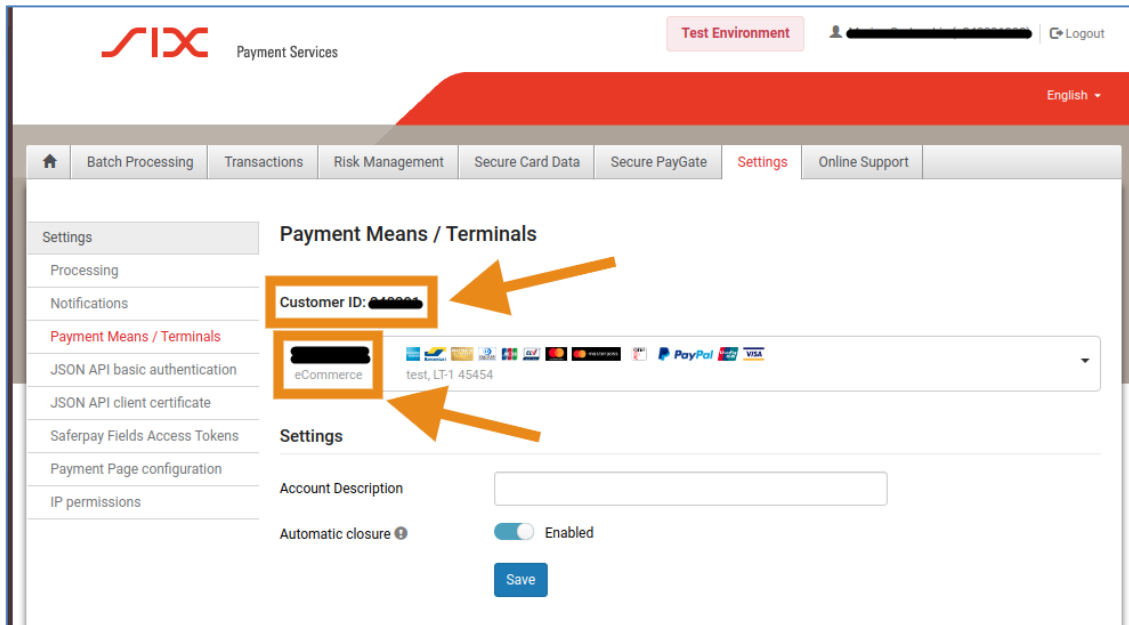 SIX Payment Services
Test Environment
Logout
English
Batch Processing
Transactions
Risk Management
Secure Card Data
Secure PayGate
Settings
Online Support
Settings
Processing
Notifications
Payment Means / Terminals
JSON API basic authentication
JSON API client certificate
Saferpay Fields Access Tokens
Payment Page configuration
IP permissions
Payment Means / Terminals
Customer ID:
PayPal VISA
eCommerce
test, LT-1 45454
Settings
Account Description
Automatic closure
Enabled
Save